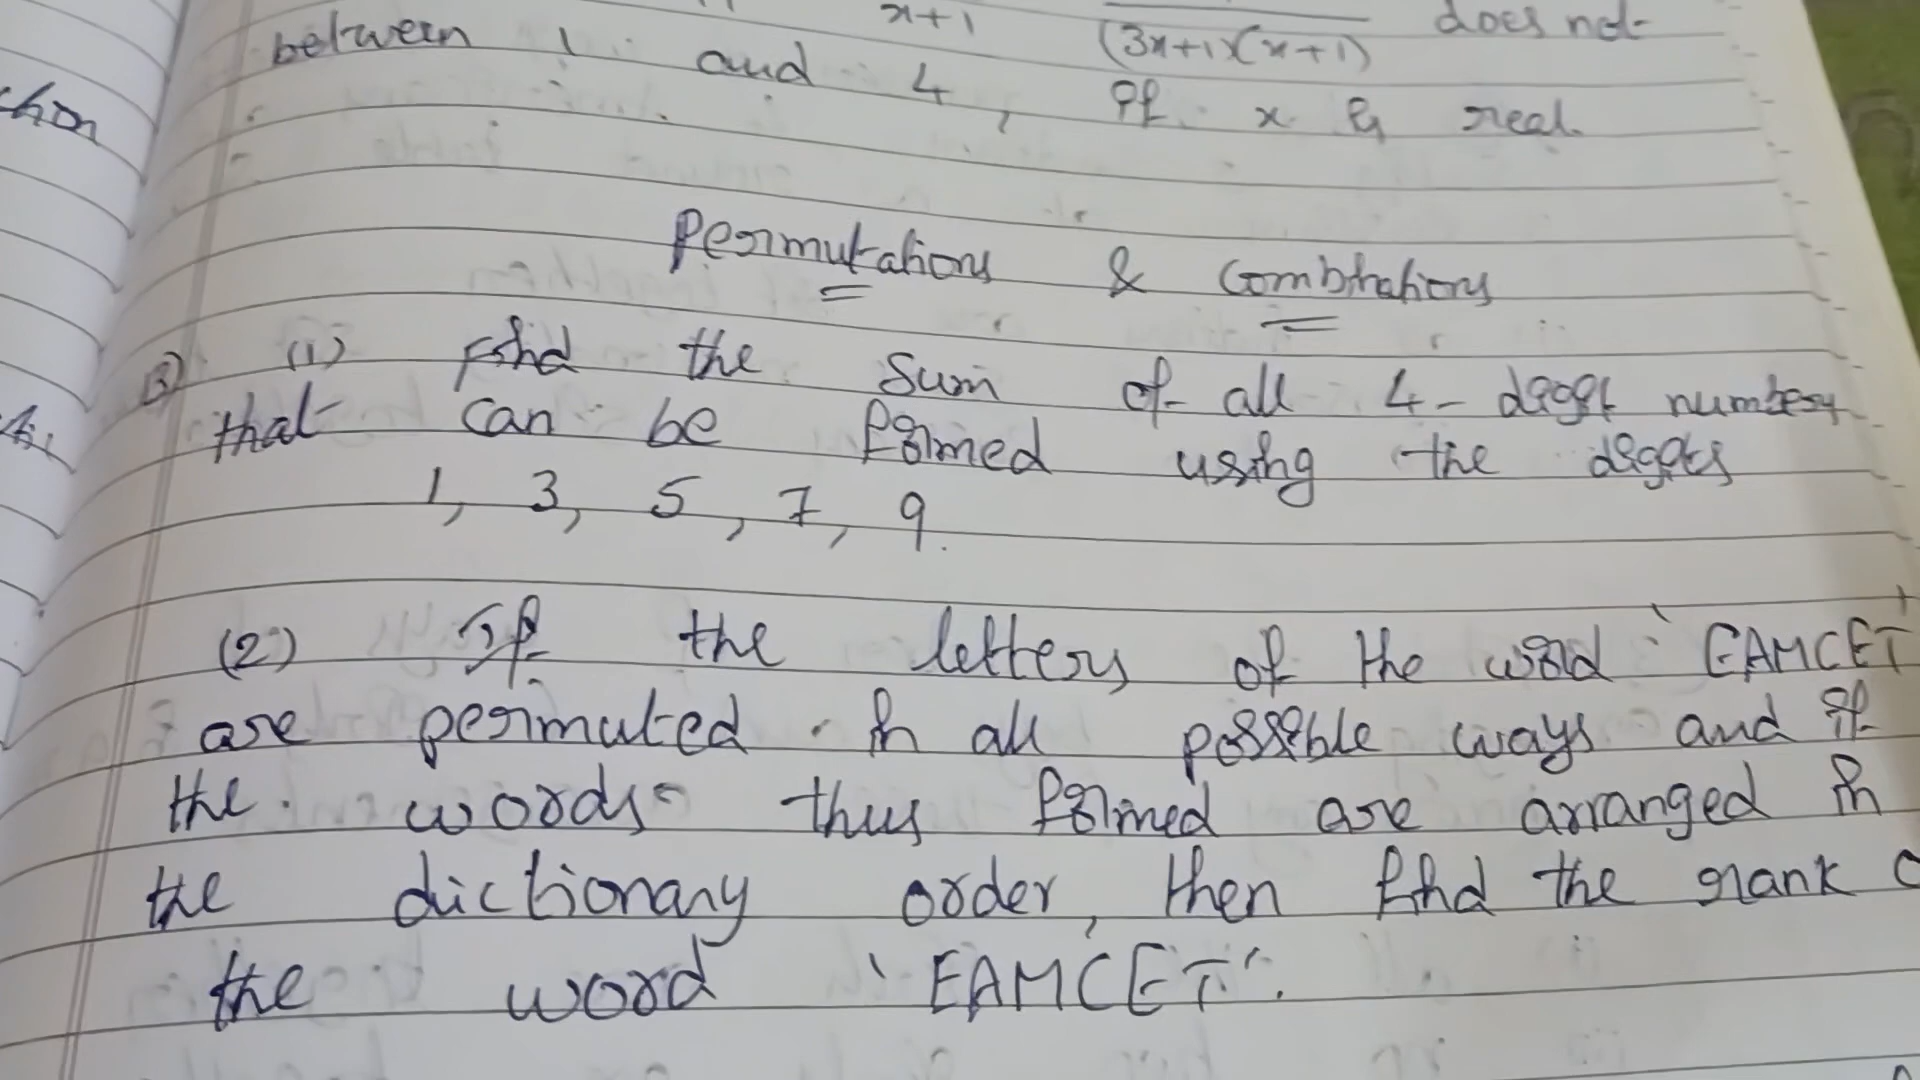 x+1 (3x+1)(x+1) does not
between 1 and 4, if x is real.
Permutations & Combinations
3) (1) Find the sum of all 4-digit numbers
that can be formed using the digits
1, 3, 5, 7, 9.
(2) If the letters of the word 'EAMCET'
are permuted in all possible ways and if
the words thus formed are arranged in
the dictionary order, then find the rank
the word 'EAMCET'.